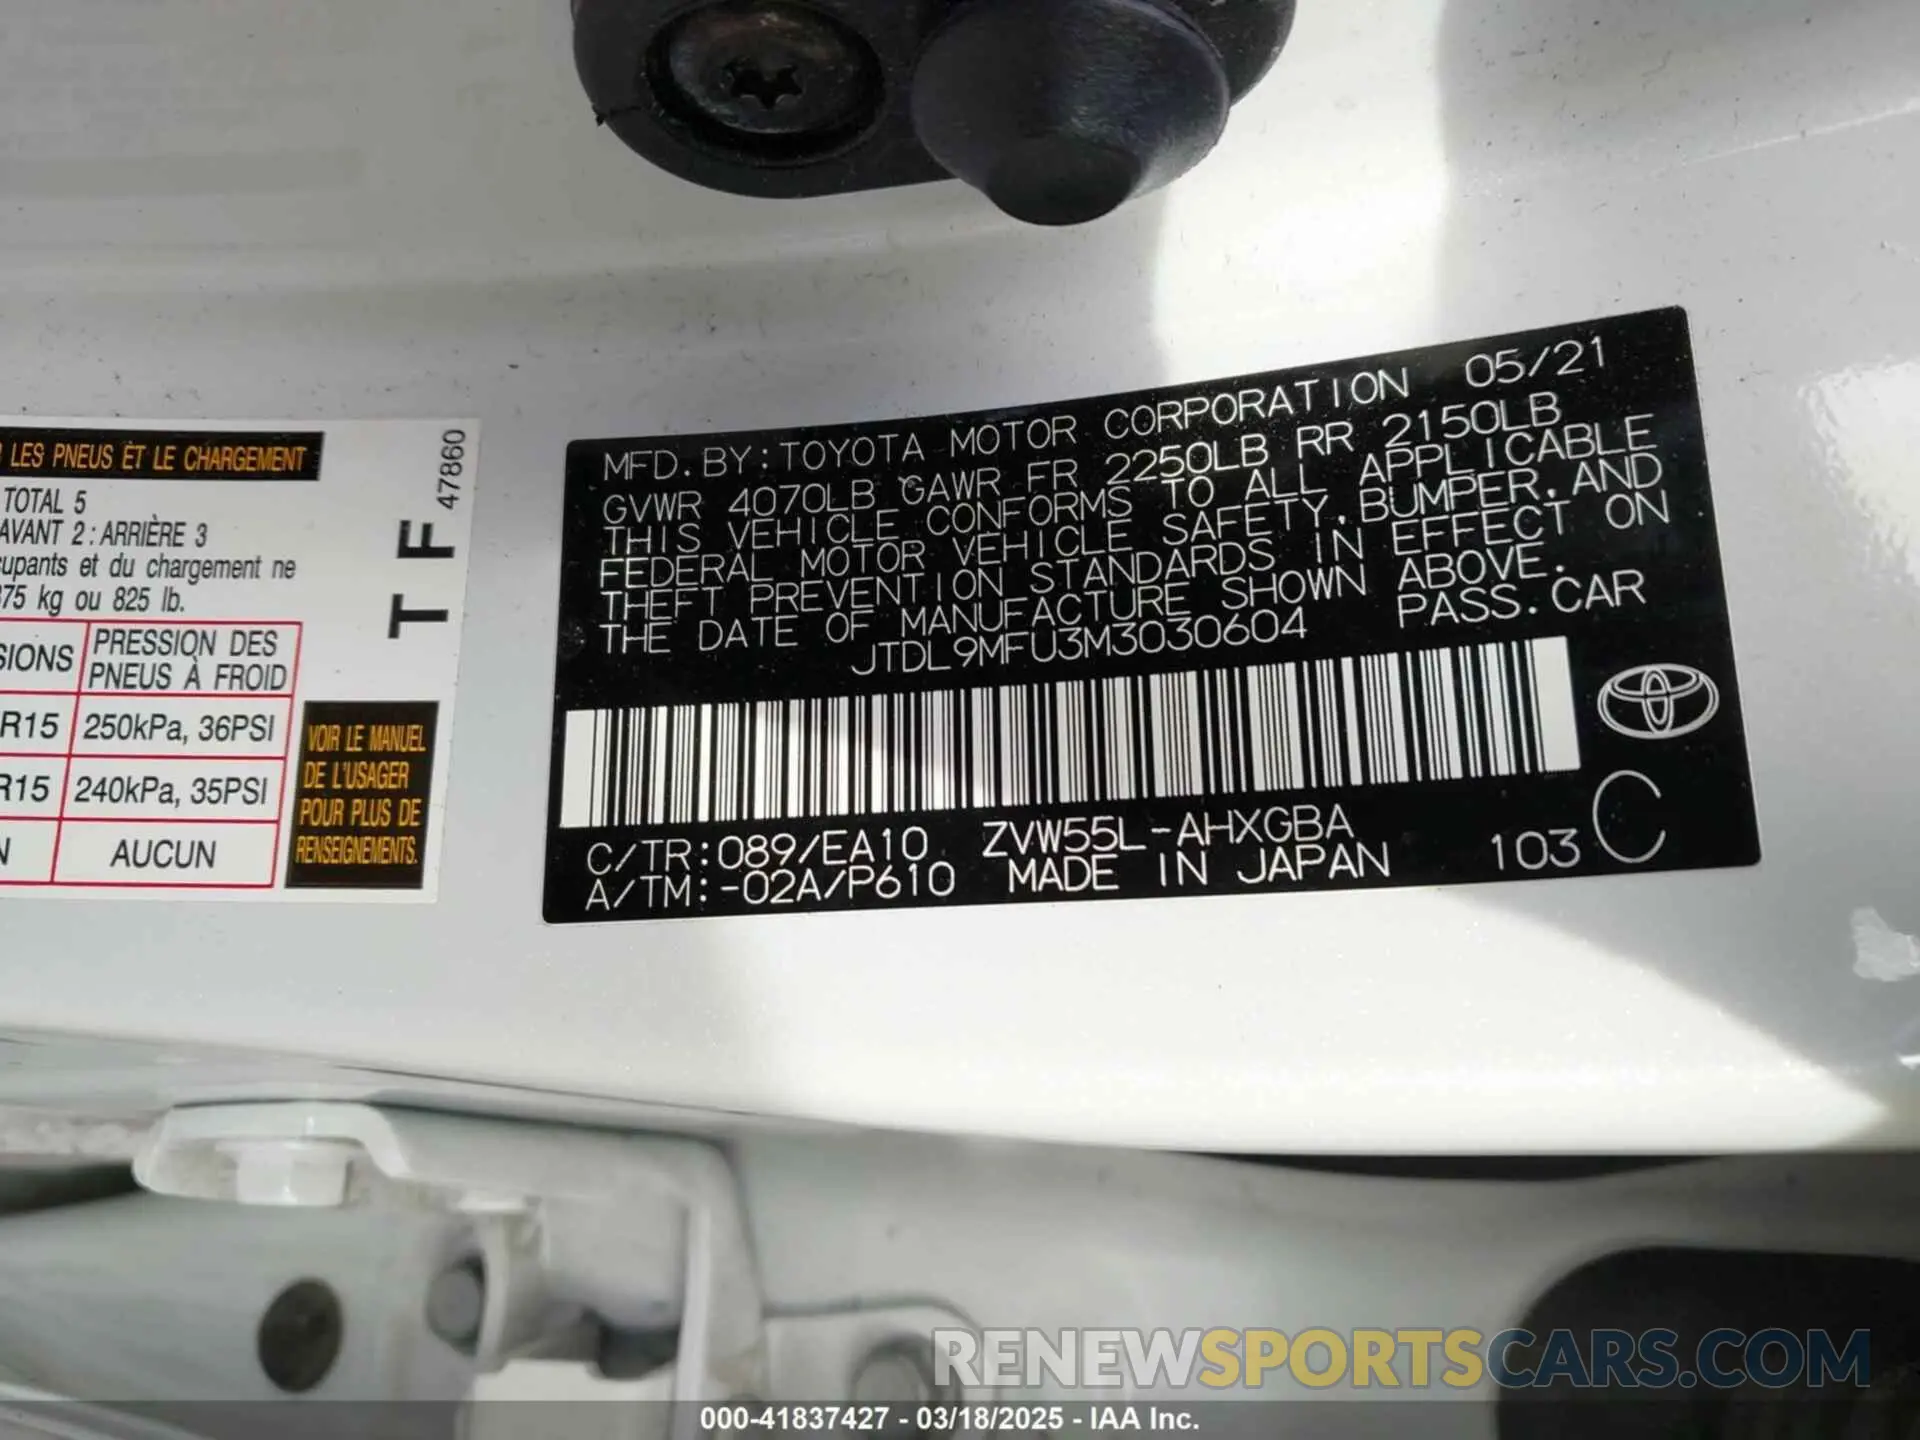 LES PNEUS ET LE CHARGEMENT
TOTAL 5
AVANT 2 : ARRIÈRE 3
et du chargement ne
kg ou 825 lb.
PRESSION DES
PNEUS À FROID
R15 250kPa, 36PSI
R15 240kPa, 35PSI
AUCUN
47860
T F
VOIR LE MANUEL
DE L'USAGER
POUR PLUS DE
RENSEIGNEMENTS.
MFD. BY: TOYOTA MOTOR CORPORATION 05/21
GVWR 4070LB GAWR FR 2250LB RR 2150LB
THIS VEHICLE CONFORMS TO ALL APPLICABLE
FEDERAL MOTOR VEHICLE SAFETY, BUMPER, AND
THEFT PREVENTION STANDARDS IN EFFECT ON
THE DATE OF MANUFACTURE SHOWN ABOVE.
JTDL9MFU3M3030604 PASS. CAR
C/TR: 089/EA10 ZVW55L-AHXGBA
A/TM: -02A/P610 MADE IN JAPAN 103 C
RENEWSPORTSCARS.COM
000-41837427 - 03/18/2025 - IAA Inc.